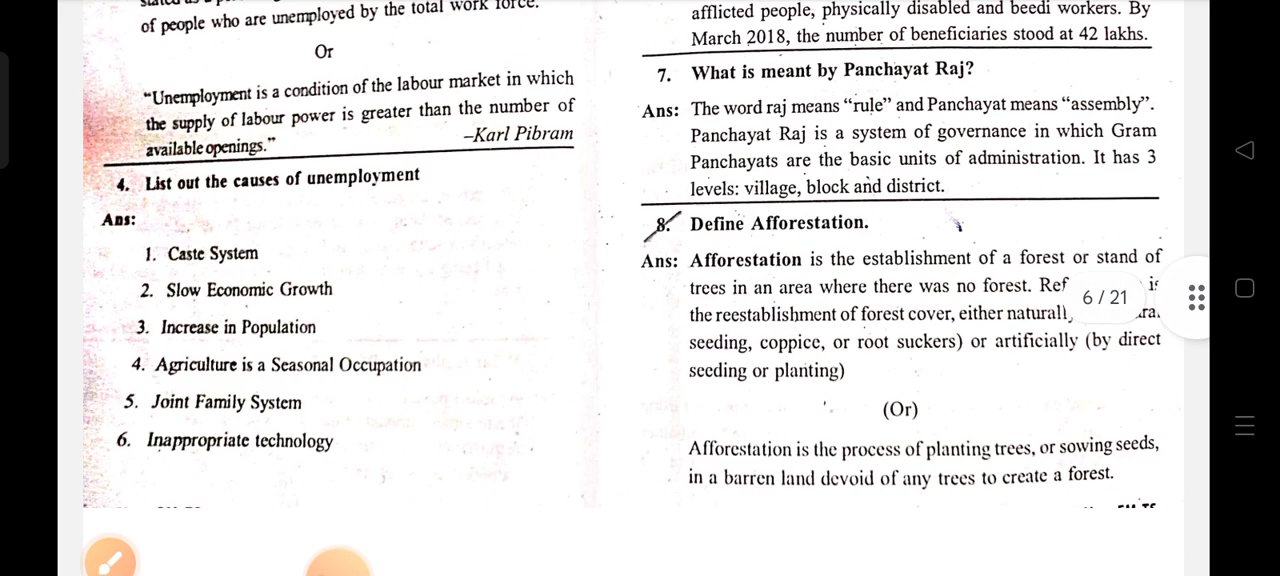 of people who are unemployed by the total work force.
Or
“Unemployment is a condition of the labour market in which
the supply of labour power is greater than the number of
available openings.”
–Karl Pibram
4. List out the causes of unemployment
Ans:
1. Caste System
2. Slow Economic Growth
3. Increase in Population
4. Agriculture is a Seasonal Occupation
5. Joint Family System
6. Inappropriate technology
afflicted people, physically disabled and beedi workers. By
March 2018, the number of beneficiaries stood at 42 lakhs.
7. What is meant by Panchayat Raj?
Ans: The word raj means “rule” and Panchayat means “assembly”.
Panchayat Raj is a system of governance in which Gram
Panchayats are the basic units of administration. It has 3
levels: village, block and district.
8. Define Afforestation.
Ans: Afforestation is the establishment of a forest or stand of
trees in an area where there was no forest.
6 / 21
the reestablishment of forest cover, either
seeding, coppice, or root suckers) or artificially (by direct
seeding or planting)
(Or)
Afforestation is the process of planting trees, or sowing seeds,
in a barren land devoid of any trees to create a forest.